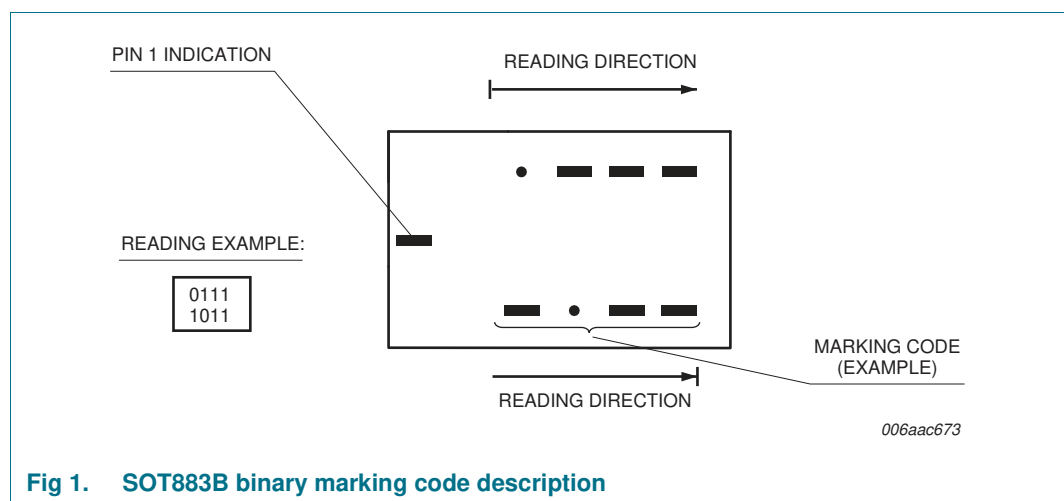 PIN 1 INDICATION
READING DIRECTION
READING EXAMPLE:
0111
1011
MARKING CODE
(EXAMPLE)
READING DIRECTION
006aac673
Fig 1. SOT883B binary marking code description